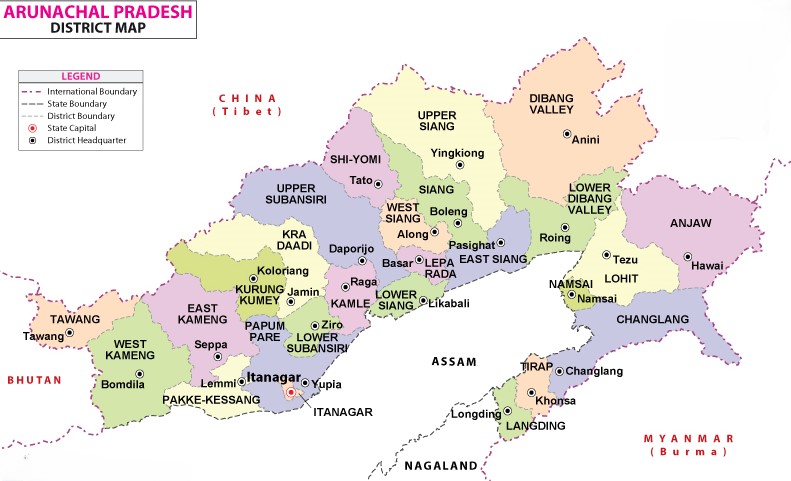 ARUNACHAL PRADESH
DISTRICT MAP
LEGEND
International Boundary
State Boundary
District Boundary
State Capital
District Headquarter
CHINA
(Tibet)
DIBANG
VALLEY
Anini
UPPER
SIANG
Yingkiong
SHI-YOMI
Tato
SIANG
Boleng
UPPER
SUBANSIRI
Daporijo
WEST
SIANG
Along
LOWER
DIBANG
VALLEY
Roing
ANJAW
Hawai
Pasighat
EAST SIANG
KRA
DAADI
Jamin
Basar
LEPA
RADA
Tezu
LOHIT
Koloriang
KURUNG
KUMEY
Raga
KAMLE
LOWER
SIANG
Likabali
NAMSAI
Namsai
TAWANG
Tawang
EAST
KAMENG
Seppa
PAPUM
PARE
Ziro
LOWER
SUBANSIRI
CHANGLANG
Changlang
WEST
KAMENG
Bomdila
ASSAM
TIRAP
Khonsa
BHUTAN
Lemmi
PAKKE-KESSANG
Itanagar
Yupia
ITANAGAR
Longding
LANGDING
NAGALAND
MYANMAR
(Burma)